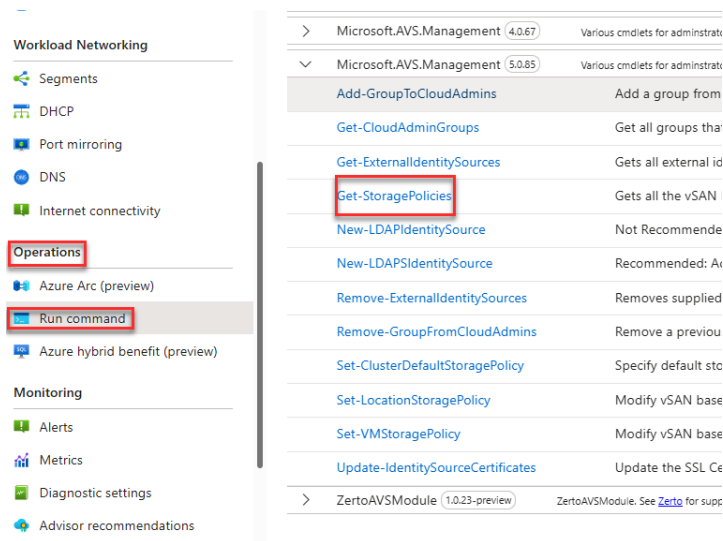 Workload Networking
Segments
DHCP
Port mirroring
DNS
DNS
Internet connectivity
Operations
Azure Arc (preview)
Run command
SQL
Azure hybrid benefit (preview)
Monitoring
Alerts
Metrics
Diagnostic settings
Advisor recommendations
Microsoft.AVS.Management 4.0.67 Various cmdlets for adminstrat
Microsoft.AVS.Management 5.0.85 Various cmdlets for adminstrat
Add-GroupToCloudAdmins Add a group from
Get-CloudAdminGroups Get all groups that
Get-ExternalIdentitySources Gets all external id
Get-StoragePolicies Gets all the vSAN
New-LDAPIdentitySource Not Recommende
New-LDAPSIdentitySource Recommended: Ad
Remove-ExternalIdentitySources Removes supplied
Remove-GroupFromCloudAdmins Remove a previous
Set-ClusterDefaultStoragePolicy Specify default sto
Set-LocationStoragePolicy Modify vSAN base
Set-VMStoragePolicy Modify vSAN base
Update-IdentitySourceCertificates Update the SSL Ce
ZertoAVSModule 1.0.23-preview ZertoAVSModule. See Zerto for supp